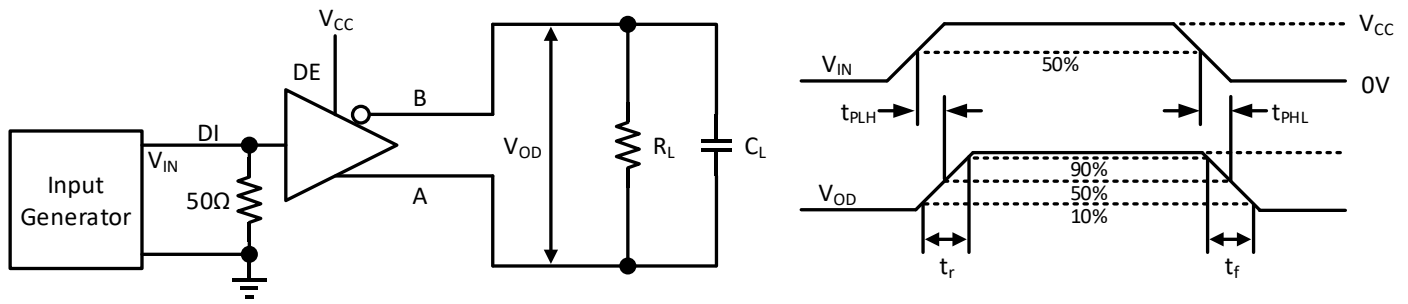 V_CC
DE
B
DI
V_IN
Input
Generator
50Ω
A
V_OD
R_L
C_L
V_CC
V_IN
50%
0V
t_PLH
t_PHL
90%
V_OD
50%
10%
t_r
t_f